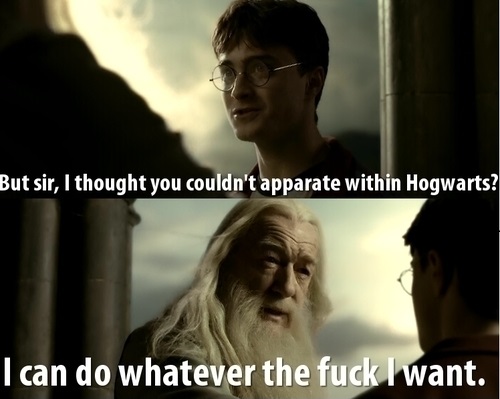 But sir, I thought you couldn't apparate within Hogwarts?
I can do whatever the fuck I want.